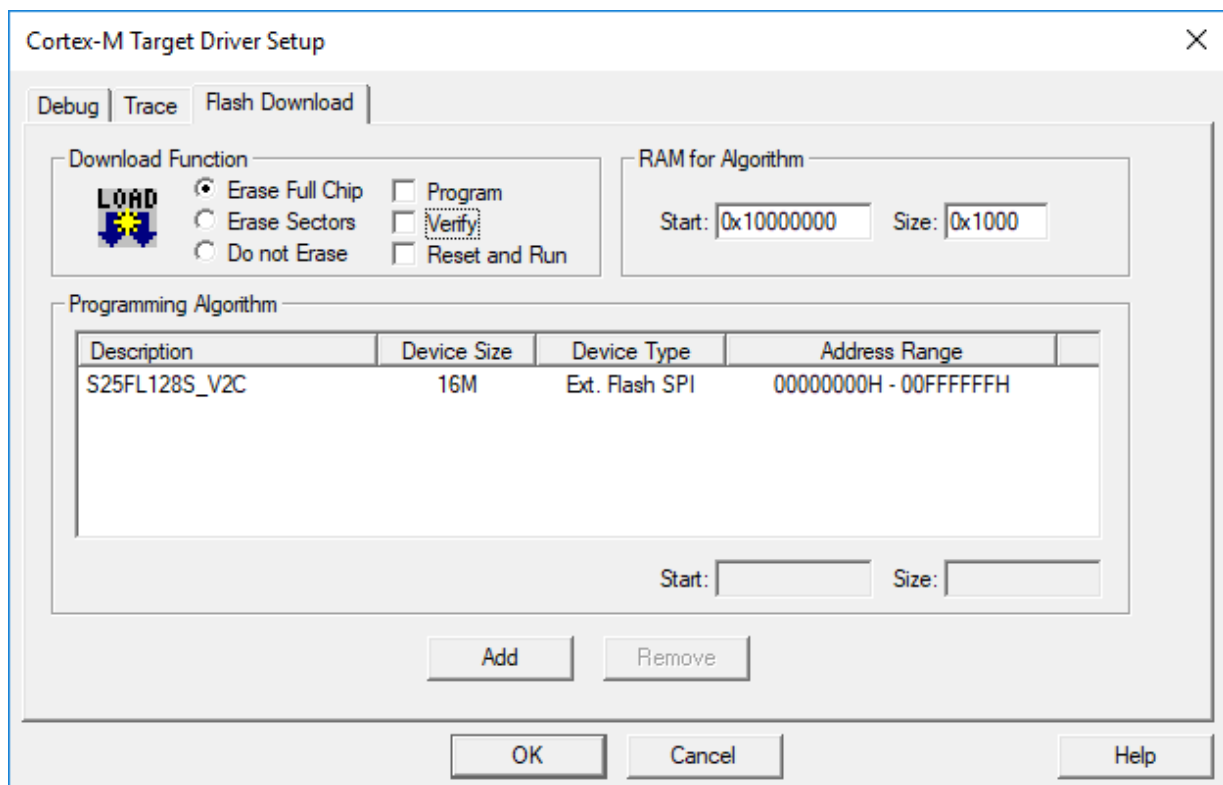 Cortex-M Target Driver Setup
Debug Trace Flash Download
Download Function
LOAD
Erase Full Chip
Erase Sectors
Do not Erase
Program
Verify
Reset and Run
RAM for Algorithm
Start: 0x10000000 Size: 0x1000
Programming Algorithm
Description Device Size Device Type Address Range
S25FL128S_V2C 16M Ext. Flash SPI 00000000H - 00FFFFFFH
Start: Size:
Add Remove
OK Cancel Help